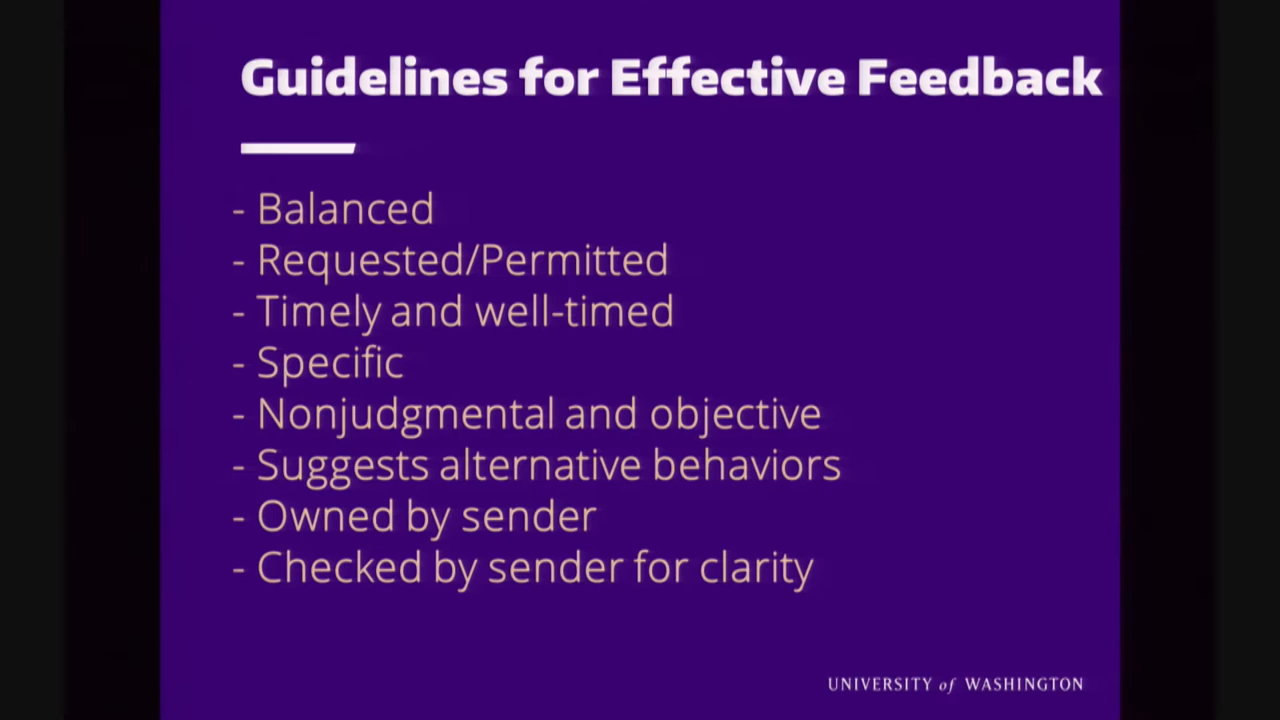 Guidelines for Effective Feedback
- Balanced
- Requested/Permitted
- Timely and well-timed
- Specific
- Nonjudgmental and objective
- Suggests alternative behaviors
- Owned by sender
- Checked by sender for clarity
UNIVERSITY of WASHINGTON